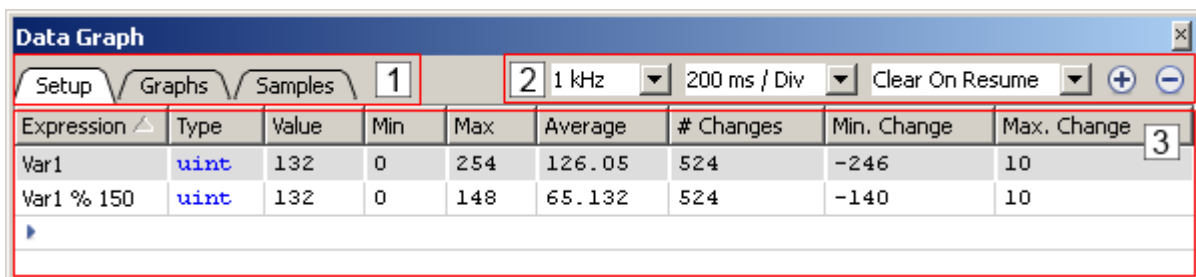 Data Graph
Setup Graphs Samples 1 2 1 kHz 200 ms / Div Clear On Resume
Expression Type Value Min Max Average # Changes Min. Change Max. Change 3
Var1 uint 132 0 254 126.05 524 -246 10
Var1 % 150 uint 132 0 148 65.132 524 -140 10